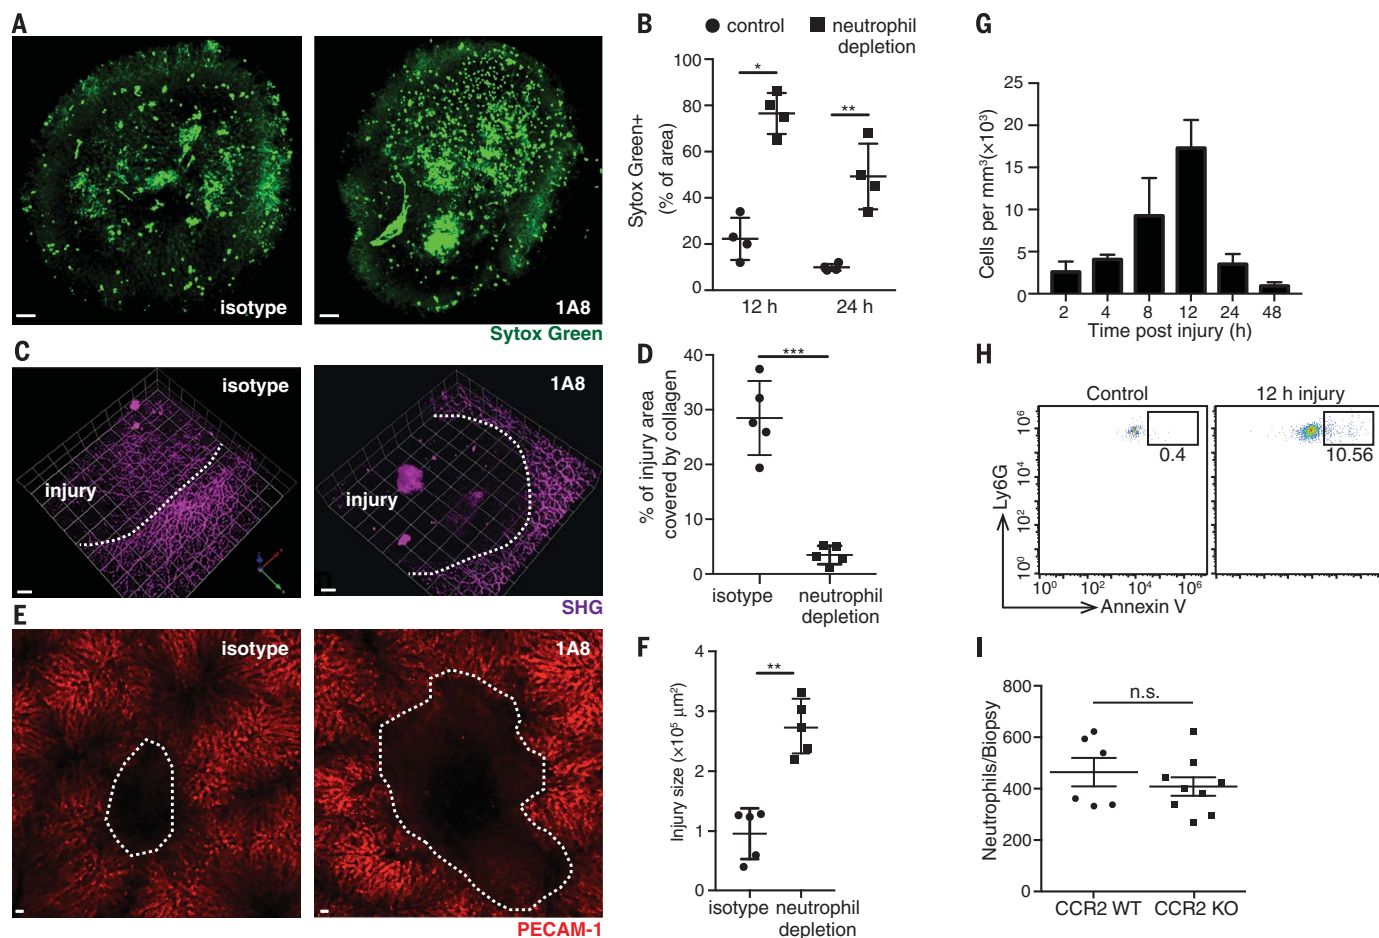 A
isotype
1A8
Sytox Green
B
control
neutrophil
depletion
Sytox Green+
(% of area)
100
80
60
40
20
0
*
**
12 h
24 h
C
isotype
injury
1A8
injury
SHG
D
% of injury area
covered by collagen
40
30
20
10
0
***
isotype
neutrophil
depletion
E
isotype
1A8
PECAM-1
F
Injury size (×10⁵ µm²)
4
3
2
1
0
**
isotype
neutrophil
depletion
G
Cells per mm³(×10³)
25
20
15
10
5
0
2 4 8 12 24 48
Time post injury (h)
H
Control
12 h injury
Ly6G
10⁶
10⁴
10²
10⁰
0.4
10.56
10⁰ 10² 10⁴ 10⁶
Annexin V
I
Neutrophils/Biopsy
800
600
400
200
0
n.s.
CCR2 WT
CCR2 KO